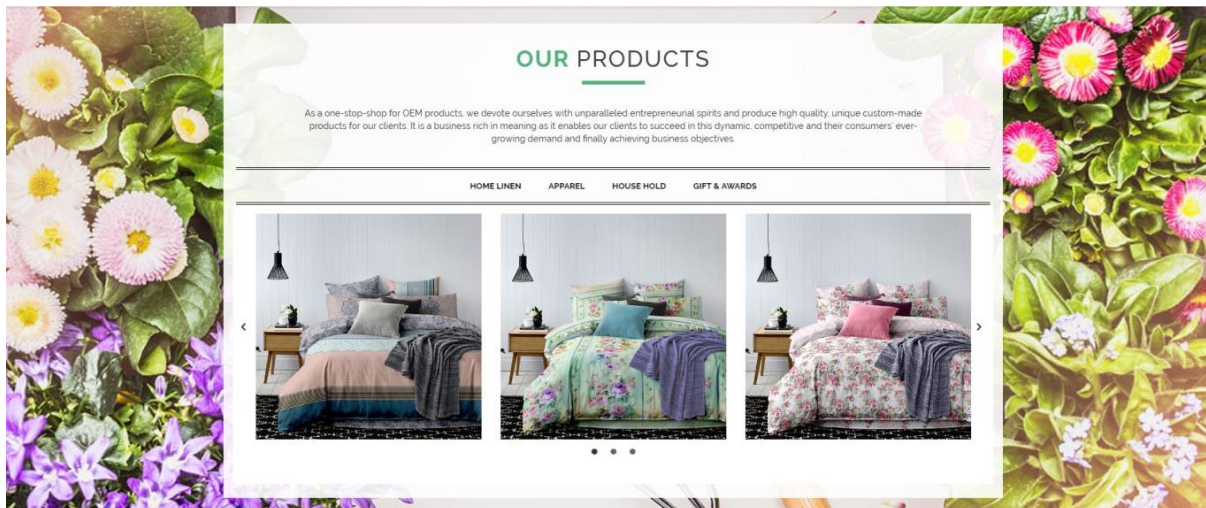 OUR PRODUCTS
As a one-stop-shop for OEM products, we devote ourselves with unparalleled entrepreneurial spirits and produce high quality, unique custom-made
products for our clients. It is a business rich in meaning as it enables our clients to succeed in this dynamic, competitive and their consumers' ever-
growing demand and finally achieving business objectives.
HOME LINEN APPAREL HOUSE HOLD GIFT & AWARDS